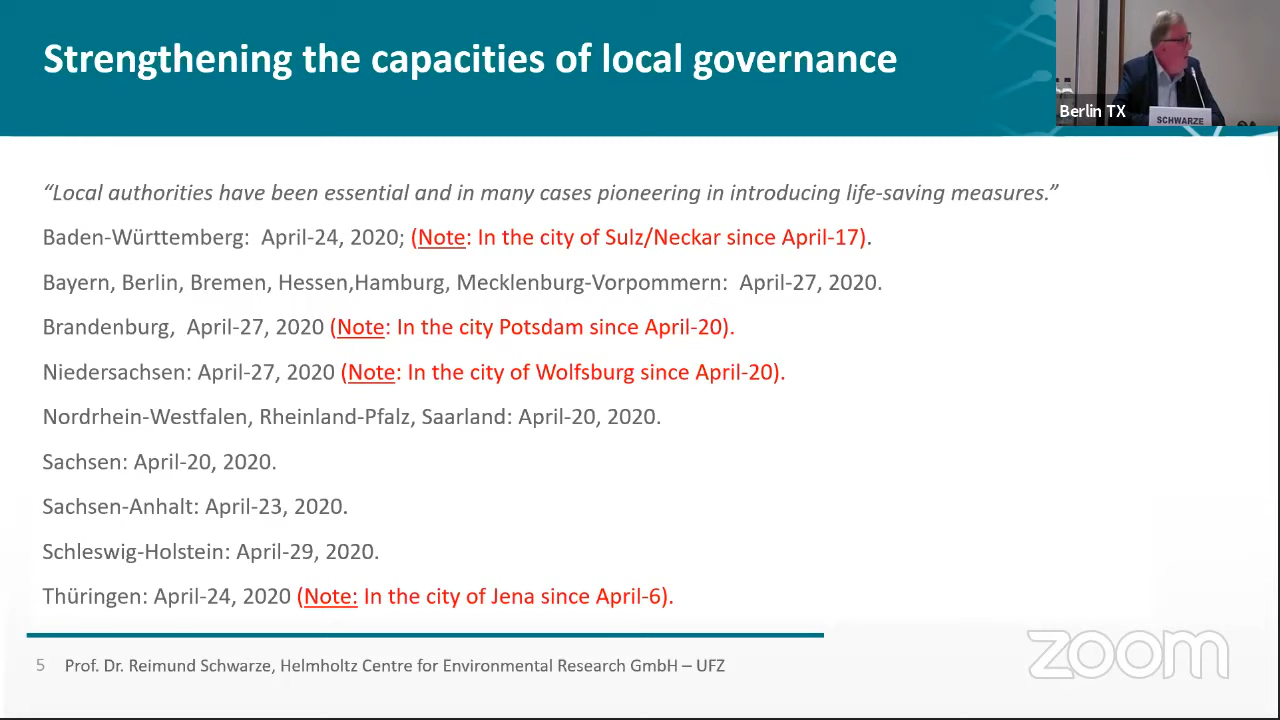 Strengthening the capacities of local governance
Berlin TX
SCHWARZE
“Local authorities have been essential and in many cases pioneering in introducing life-saving measures.”
Baden-Württemberg:  April-24, 2020; (Note: In the city of Sulz/Neckar since April-17).
Bayern, Berlin, Bremen, Hessen,Hamburg, Mecklenburg-Vorpommern:  April-27, 2020.
Brandenburg,  April-27, 2020 (Note: In the city Potsdam since April-20).
Niedersachsen: April-27, 2020 (Note: In the city of Wolfsburg since April-20).
Nordrhein-Westfalen, Rheinland-Pfalz, Saarland: April-20, 2020.
Sachsen: April-20, 2020.
Sachsen-Anhalt: April-23, 2020.
Schleswig-Holstein: April-29, 2020.
Thüringen: April-24, 2020 (Note: In the city of Jena since April-6).
5 Prof. Dr. Reimund Schwarze, Helmholtz Centre for Environmental Research GmbH – UFZ
zoom